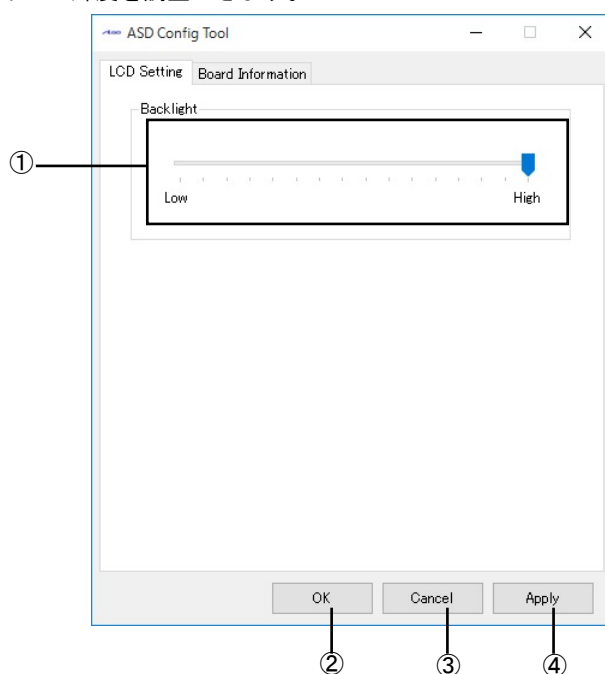 ASD Config Tool
LCD Setting Board Information
Backlight
①
Low High
OK Cancel Apply
② ③ ④